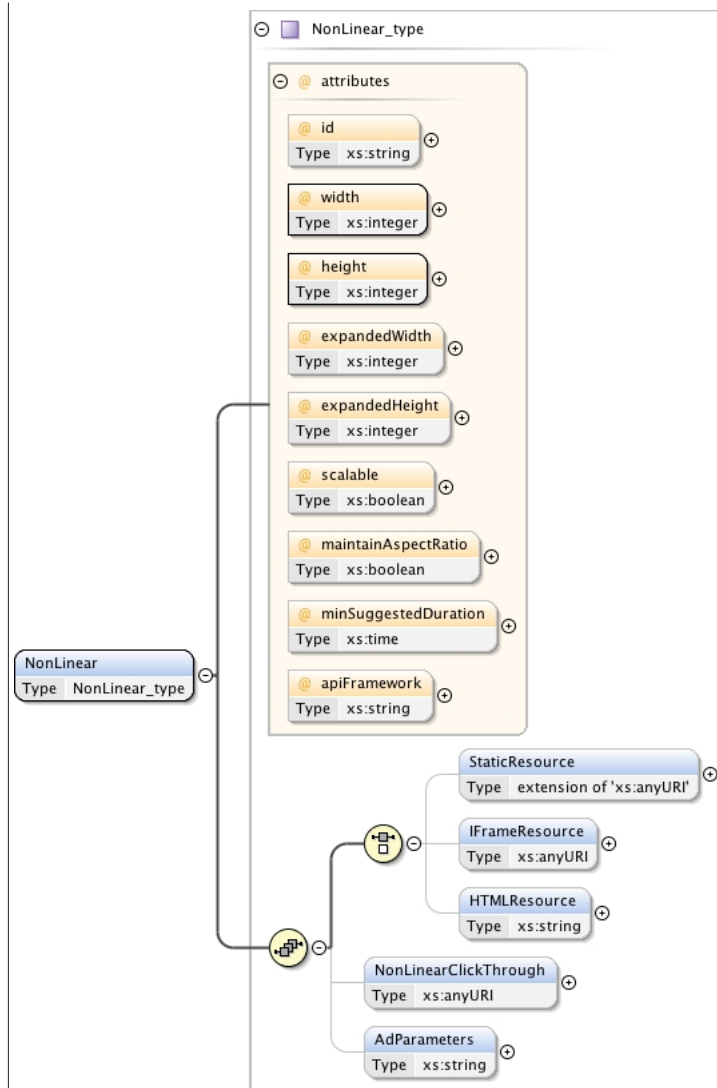 NonLinear_type
@ attributes
@ id
Type xs:string
@ width
Type xs:integer
@ height
Type xs:integer
@ expandedWidth
Type xs:integer
@ expandedHeight
Type xs:integer
@ scalable
Type xs:boolean
@ maintainAspectRatio
Type xs:boolean
@ minSuggestedDuration
Type xs:time
@ apiFramework
Type xs:string
NonLinear
Type NonLinear_type
StaticResource
Type extension of 'xs:anyURI'
IFrameResource
Type xs:anyURI
HTMLResource
Type xs:string
NonLinearClickThrough
Type xs:anyURI
AdParameters
Type xs:string